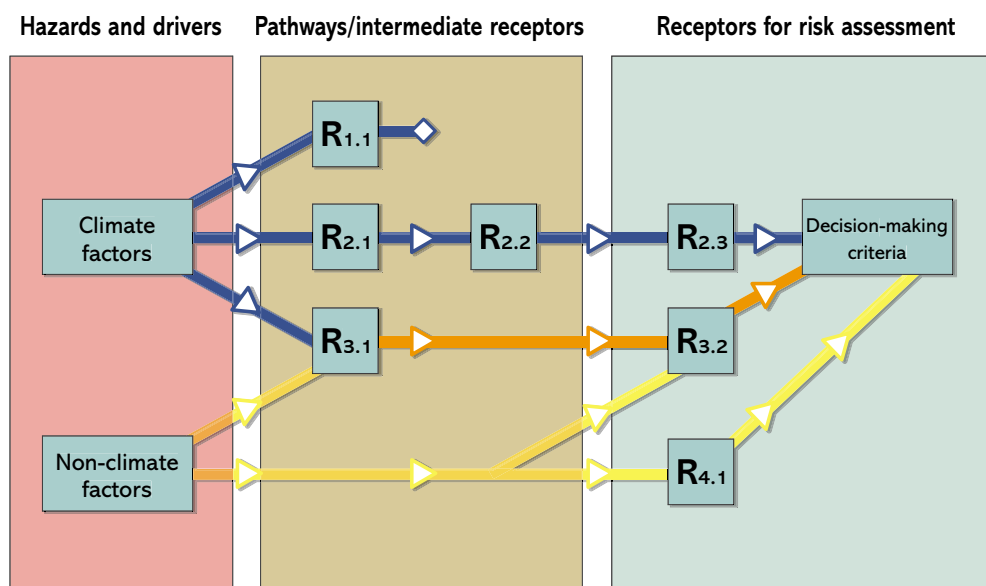 Hazards and drivers
Pathways/intermediate receptors
Receptors for risk assessment
R1.1
Climate
factors
R2.1
R2.2
R2.3
Decision-making
criteria
R3.1
R3.2
Non-climate
factors
R4.1